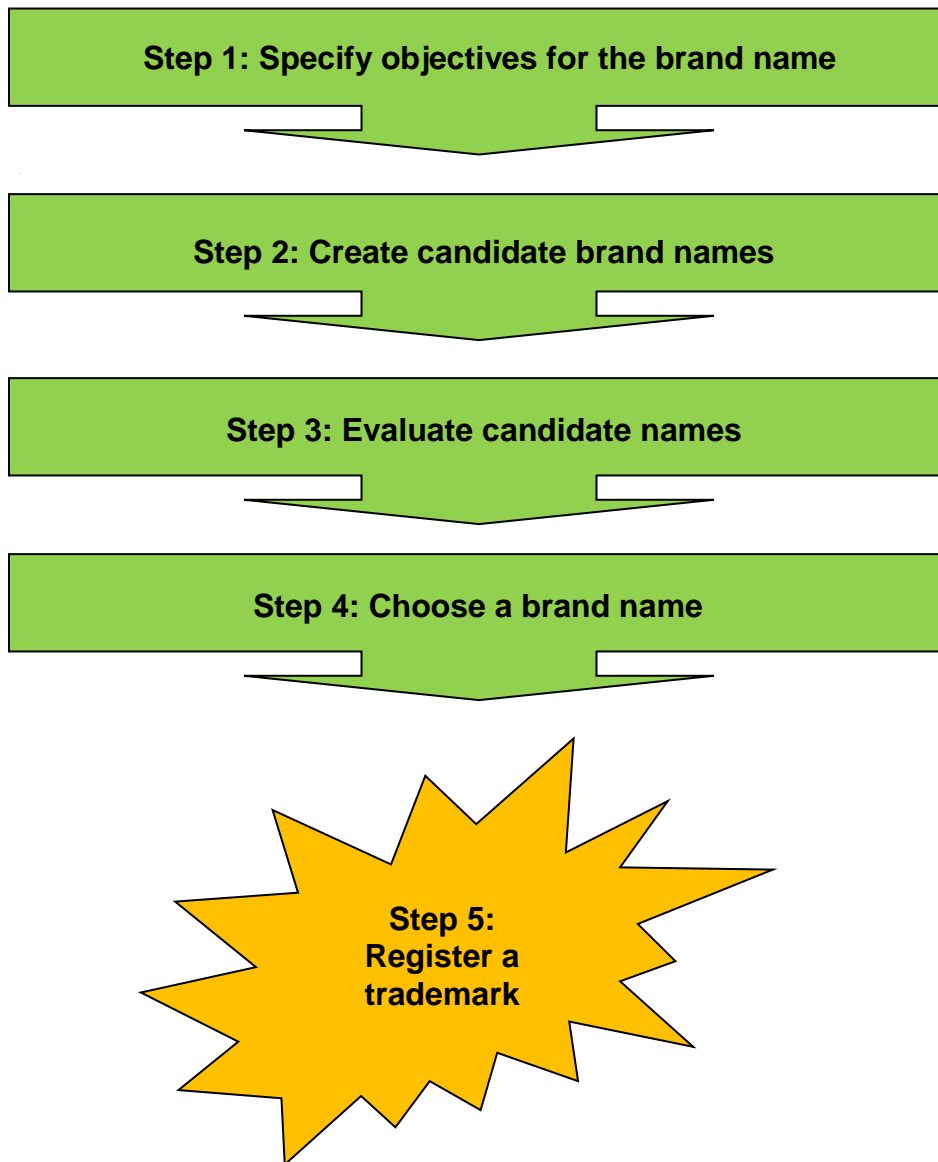 Step 1: Specify objectives for the brand name
Step 2: Create candidate brand names
Step 3: Evaluate candidate names
Step 4: Choose a brand name
Step 5:
Register a
trademark